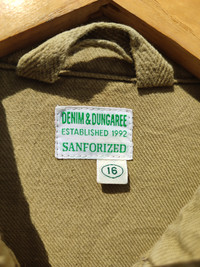 DENIM & DUNGAREE
ESTABLISHED 1992
SANFORIZED
16